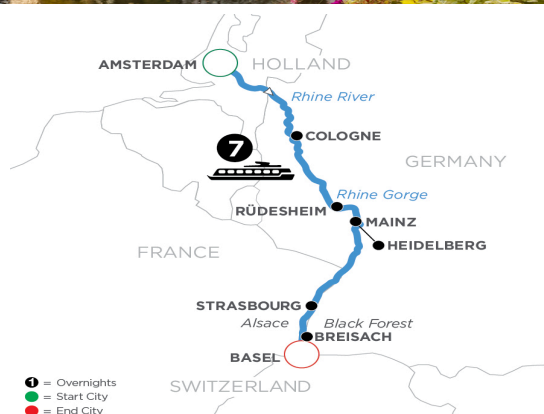 AMSTERDAM
HOLLAND
Rhine River
COLOGNE
7
GERMANY
Rhine Gorge
RÜDESHEIM
MAINZ
HEIDELBERG
FRANCE
STRASBOURG
Alsace
Black Forest
BREISACH
BASEL
SWITZERLAND
1 = Overnights
= Start City
= End City